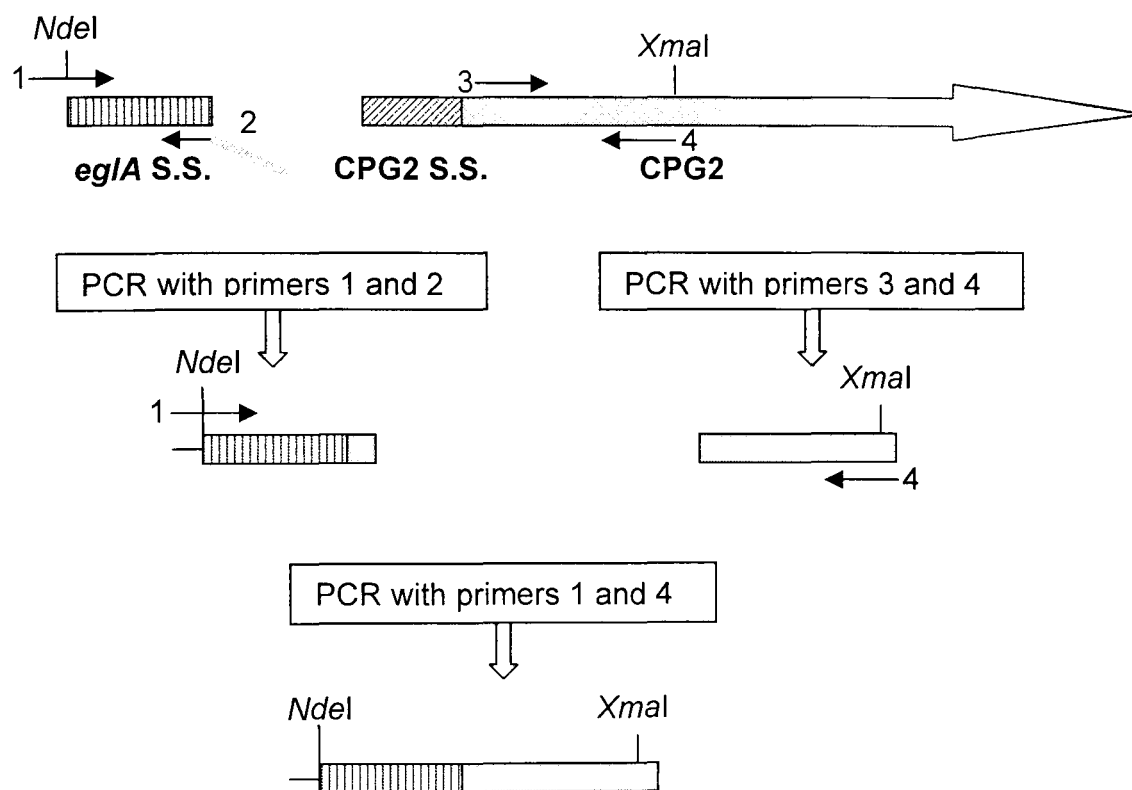 NdeI
XmaI
1
3
2
4
eglA S.S.
CPG2 S.S.
CPG2
PCR with primers 1 and 2
PCR with primers 3 and 4
NdeI
XmaI
1
4
PCR with primers 1 and 4
NdeI
XmaI